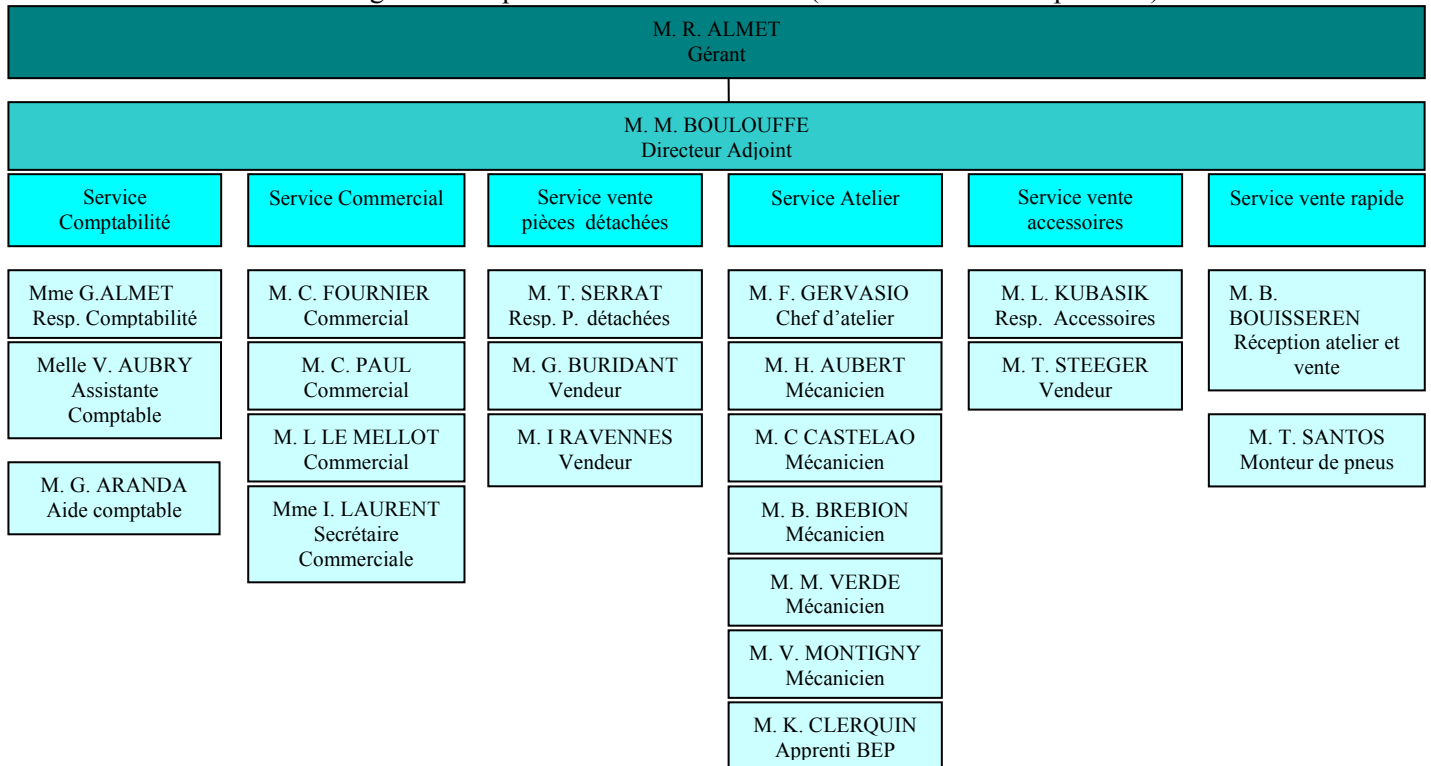 M. R. ALMET
Gérant
M. M. BOULOUFFE
Directeur Adjoint
Service
Comptabilité
Service Commercial
Service vente
pièces détachées
Service Atelier
Service vente
accessoires
Service vente rapide
Mme G.ALMET
Resp. Comptabilité
Melle V. AUBRY
Assistante
Comptable
M. G. ARANDA
Aide comptable
M. C. FOURNIER
Commercial
M. C. PAUL
Commercial
M. L LE MELLOT
Commercial
Mme I. LAURENT
Secrétaire
Commerciale
M. T. SERRAT
Resp. P. détachées
M. G. BURIDANT
Vendeur
M. I RAVENNES
Vendeur
M. F. GERVASIO
Chef d’atelier
M. H. AUBERT
Mécanicien
M. C CASTELAO
Mécanicien
M. B. BREBION
Mécanicien
M. M. VERDE
Mécanicien
M. V. MONTIGNY
Mécanicien
M. K. CLERQUIN
Apprenti BEP
M. L. KUBASIK
Resp. Accessoires
M. T. STEEGER
Vendeur
M. B.
BOUISSEREN
Réception atelier et
vente
M. T. SANTOS
Monteur de pneus